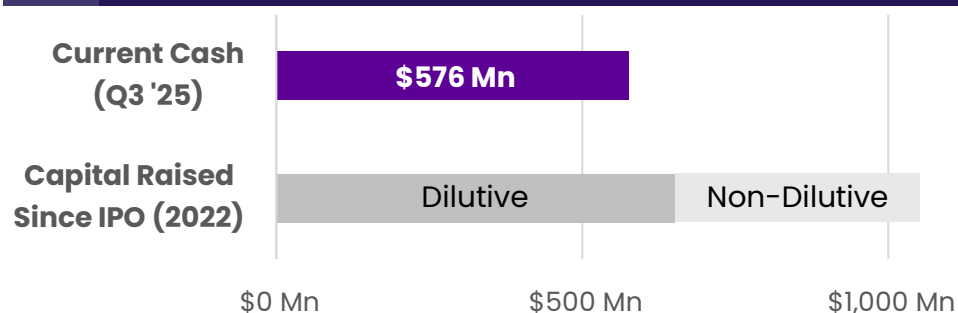 Current Cash
(Q3 '25)
$576 Mn
Capital Raised
Since IPO (2022)
Dilutive
Non-Dilutive
$0 Mn
$500 Mn
$1,000 Mn